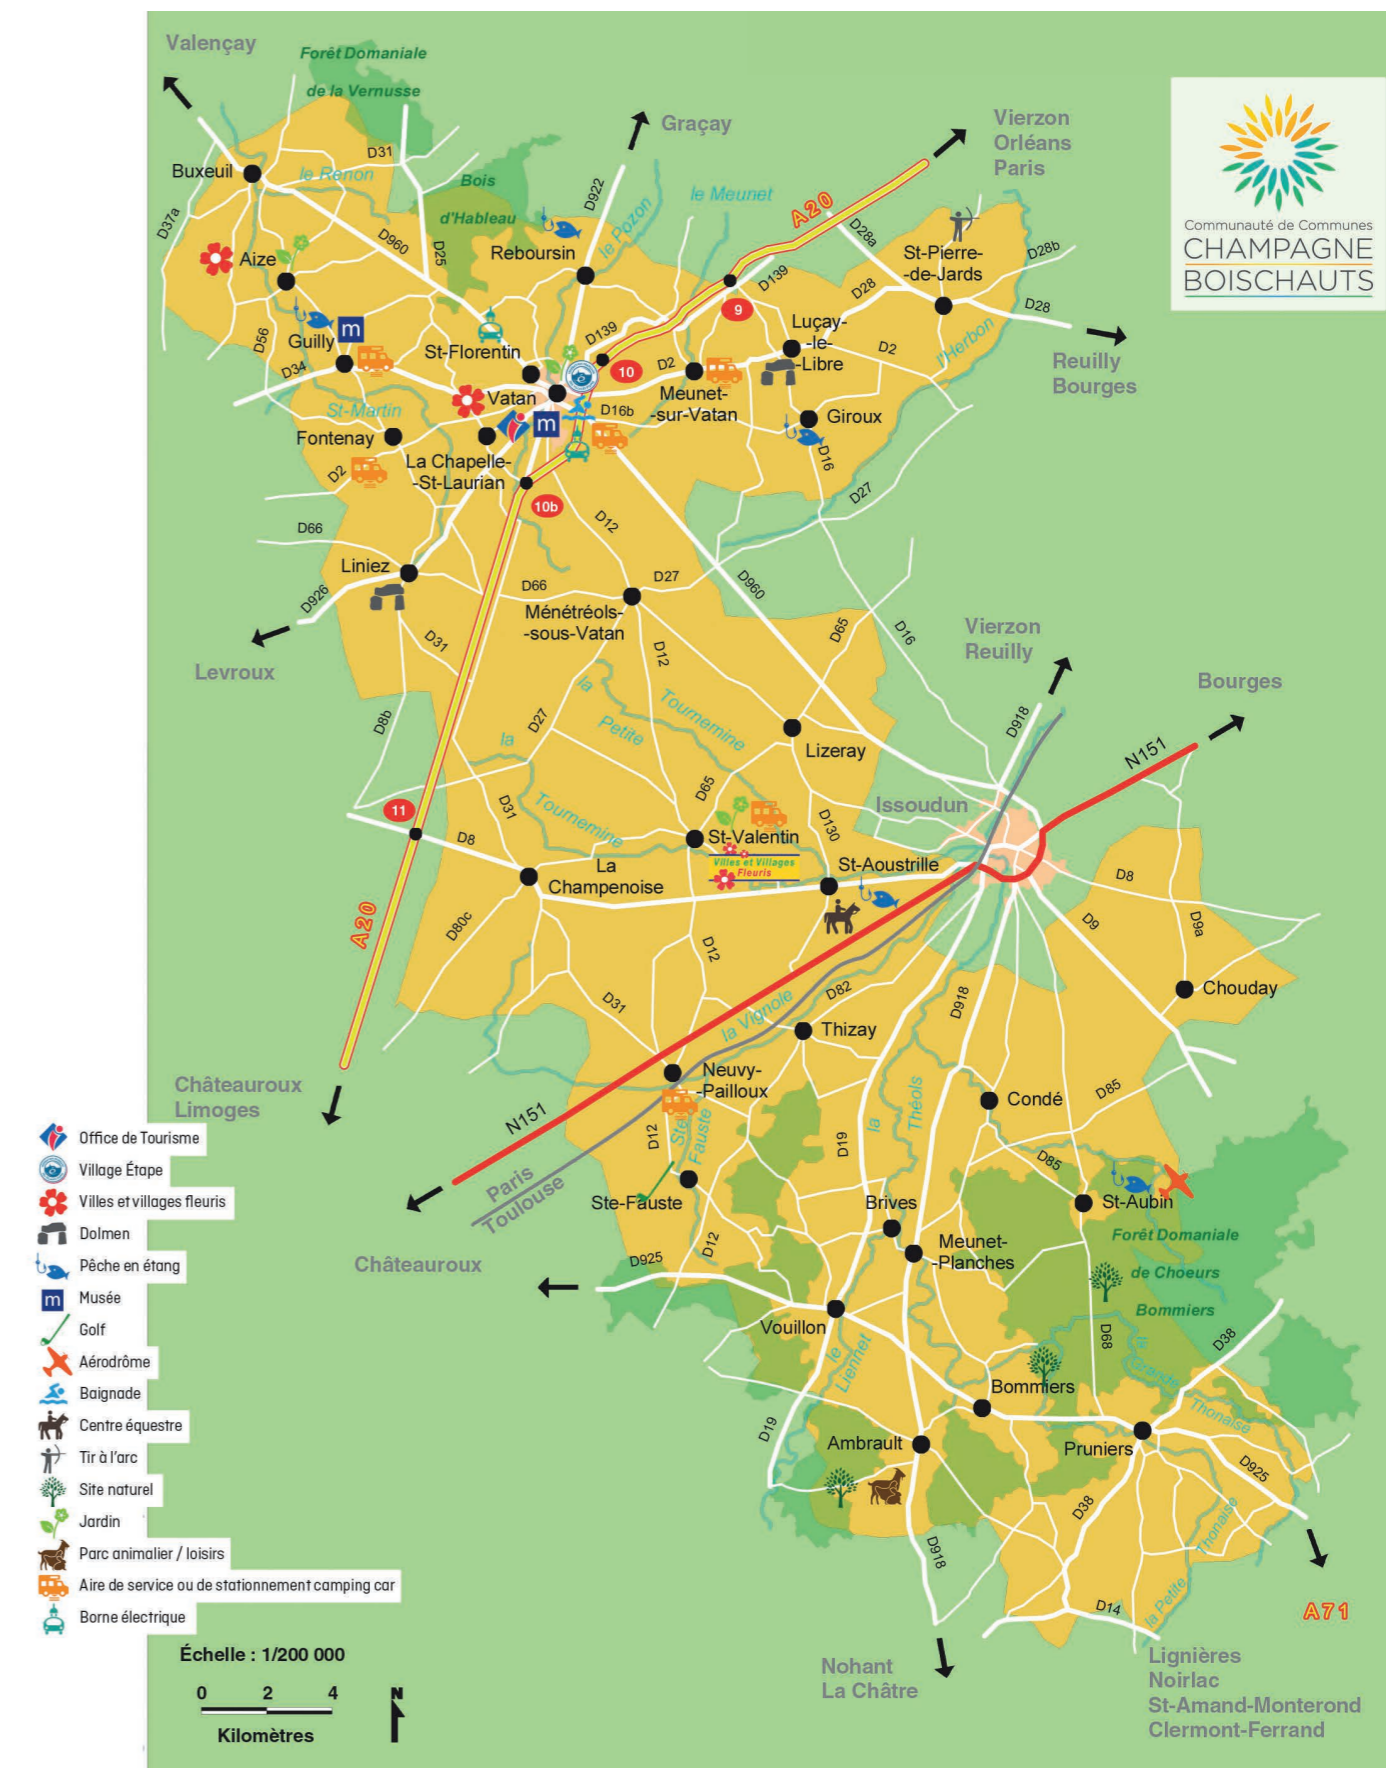 Valençay
Forêt Domaniale
de la Vernusse
Graçay
Vierzon
Orléans
Paris
Communauté de Communes
CHAMPAGNE
BOISCHAUTS
D31
Buxeuil
le Renon
Bois
d'Hableau
D922
le Pozon
le Meunet
A20
D37a
D960
D25
Reboursin
D28a
St-Pierre-
-de-Jards
D28b
Aize
D139
D28
D28
9
Luçay-
-le-
-Libre
D2
l'Herbon
Reuilly
Bourges
D56
Guilly
m
D34
St-Florentin
D139
10
D2
Meunet-
-sur-Vatan
Vatan
m
D16b
Giroux
St-Martin
Fontenay
D2
La Chapelle-
-St-Laurian
D16
D27
10b
D12
D66
Liniez
D926
D66
D27
D960
Ménétréols-
-sous-Vatan
D31
D12
D65
D16
Levroux
Vierzon
Reuilly
Bourges
la
Petite
Tournemine
D8b
D27
la
Tournemine
Lizeray
D918
N151
11
D8
D31
D65
D130
Issoudun
St-Valentin
Villes et Villages
Fleuris
La
Champenoise
St-Aoustrille
D8
D9
D9a
A20
D80c
D12
D31
D82
la Vignole
D918
Chouday
Thizay
Neuvy-
-Pailloux
Condé
D85
Châteauroux
Limoges
N151
D12
Ste
Fauste
D19
la
Théols
D85
Paris
Toulouse
Ste-Fauste
Brives
St-Aubin
Forêt Domaniale
de Choeurs
Bommiers
Meunet-
-Planches
D12
D925
Châteauroux
Vouillon
le
Liennet
D68
la
Grande
Thonaise
D38
Bommiers
D19
Ambrault
Pruniers
D925
D38
Thonaise
la Petite
D918
D14
A71
Nohant
La Châtre
Lignières
Noirlac
St-Amand-Monterond
Clermont-Ferrand
Office de Tourisme
Village Étape
Villes et villages fleuris
Dolmen
Pêche en étang
m
Musée
Golf
Aérodrôme
Baignade
Centre équestre
Tir à l'arc
Site naturel
Jardin
Parc animalier / loisirs
Aire de service ou de stationnement camping car
Borne électrique
Échelle : 1/200 000
0 2 4
Kilomètres
N